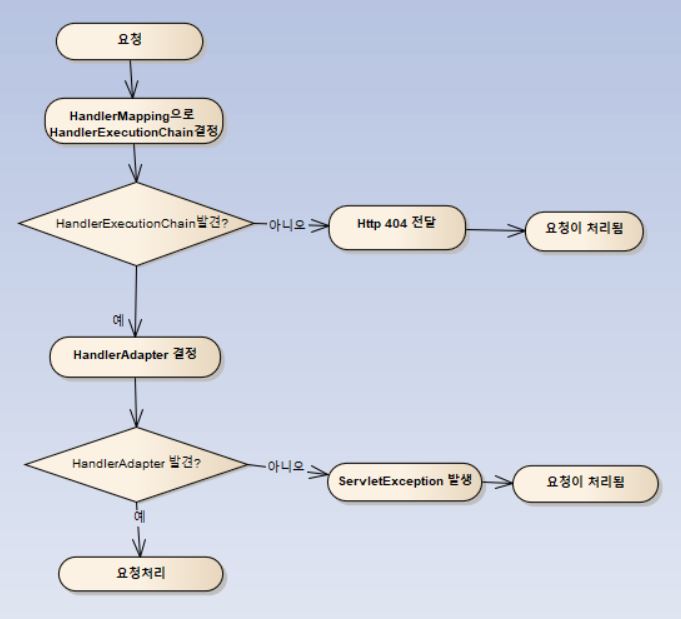 요청
HandlerMapping으로
HandlerExecutionChain결정
HandlerExecutionChain발견?
아니오
Http 404 전달
요청이 처리됨
예
HandlerAdapter 결정
HandlerAdapter 발견?
아니오
ServletException 발생
요청이 처리됨
예
요청처리